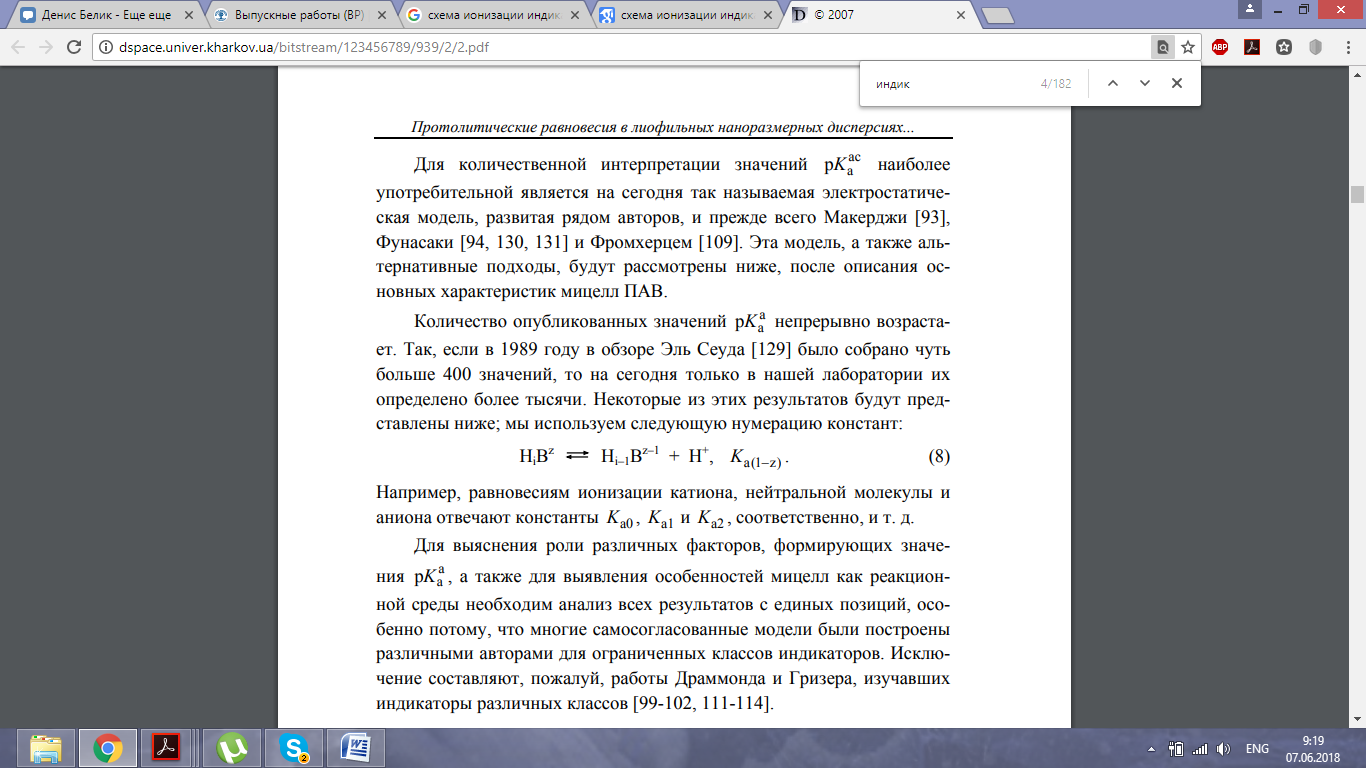 Денис Белик - Еще еще
Выпускные работы (ВР)
схема ионизации индик
схема ионизации индик
© 2007
dspace.univer.kharkov.ua/bitstream/123456789/939/2/2.pdf
ABP
индик
4/182
Протолитические равновесия в лиофильных наноразмерных дисперсиях...
Для количественной интерпретации значений pKₐᵃᶜ наиболее
употребительной является на сегодня так называемая электростатиче-
ская модель, развитая рядом авторов, и прежде всего Макерджи [93],
Фунасаки [94, 130, 131] и Фромхерцем [109]. Эта модель, а также аль-
тернативные подходы, будут рассмотрены ниже, после описания ос-
новных характеристик мицелл ПАВ.
Количество опубликованных значений pKₐᵃ непрерывно возраста-
ет. Так, если в 1989 году в обзоре Эль Сеуда [129] было собрано чуть
больше 400 значений, то на сегодня только в нашей лаборатории их
определено более тысячи. Некоторые из этих результатов будут пред-
ставлены ниже; мы используем следующую нумерацию констант:
HᵢBᶻ ⇌ Hᵢ₋₁Bᶻ⁻¹ + H⁺, Kₐ₍₁₋z₎. (8)
Например, равновесиям ионизации катиона, нейтральной молекулы и
аниона отвечают константы Kₐ₀, Kₐ₁ и Kₐ₂, соответственно, и т. д.
Для выяснения роли различных факторов, формирующих значе-
ния pKₐᵃ, а также для выявления особенностей мицелл как реакцион-
ной среды необходим анализ всех результатов с единых позиций, осо-
бенно потому, что многие самосогласованные модели были построены
различными авторами для ограниченных классов индикаторов. Исклю-
чение составляют, пожалуй, работы Драммонда и Гризера, изучавших
индикаторы различных классов [99-102, 111-114].
2
ENG
9:19
07.06.2018